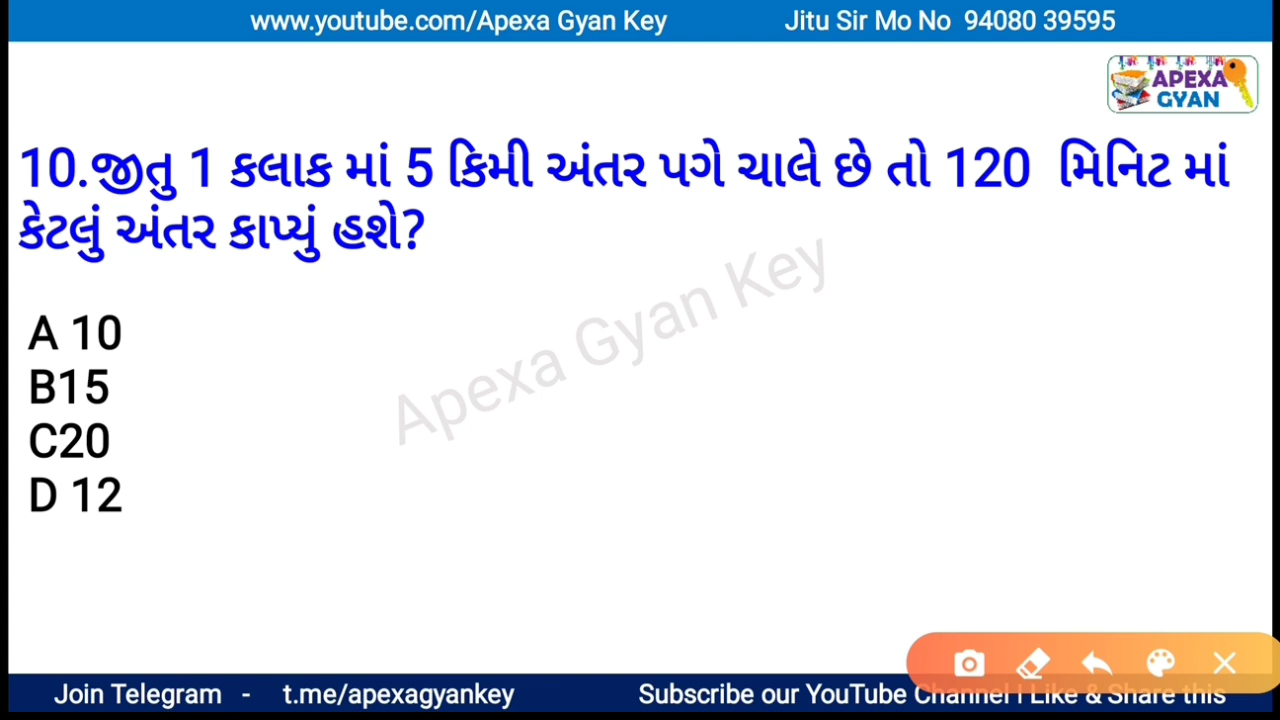 www.youtube.com/Apexa Gyan Key Jitu Sir Mo No 94080 39595
APEXA
GYAN
10.જીતુ 1 કલાક માં 5 કિમી અંતર પગે ચાલે છે તો 120 મિનિટ માં
કેટલું અંતર કાપ્યું હશે?
Apexa Gyan Key
A 10
B15
C20
D 12
Join Telegram - t.me/apexagyankey Subscribe our YouTube Channel I Like & Share this